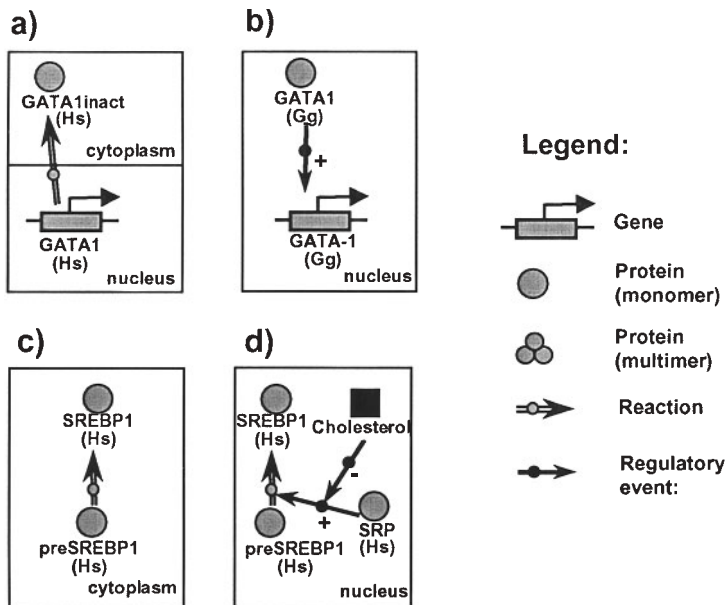 a)
GATA1inact
(Hs)
cytoplasm
GATA1
(Hs)
nucleus
b)
GATA1
(Gg)
+
GATA-1
(Gg)
nucleus
c)
SREBP1
(Hs)
preSREBP1
(Hs)
cytoplasm
d)
SREBP1
(Hs)
Cholesterol
-
+
SRP
(Hs)
preSREBP1
(Hs)
nucleus
Legend:
Gene
Protein
(monomer)
Protein
(multimer)
Reaction
Regulatory
event: